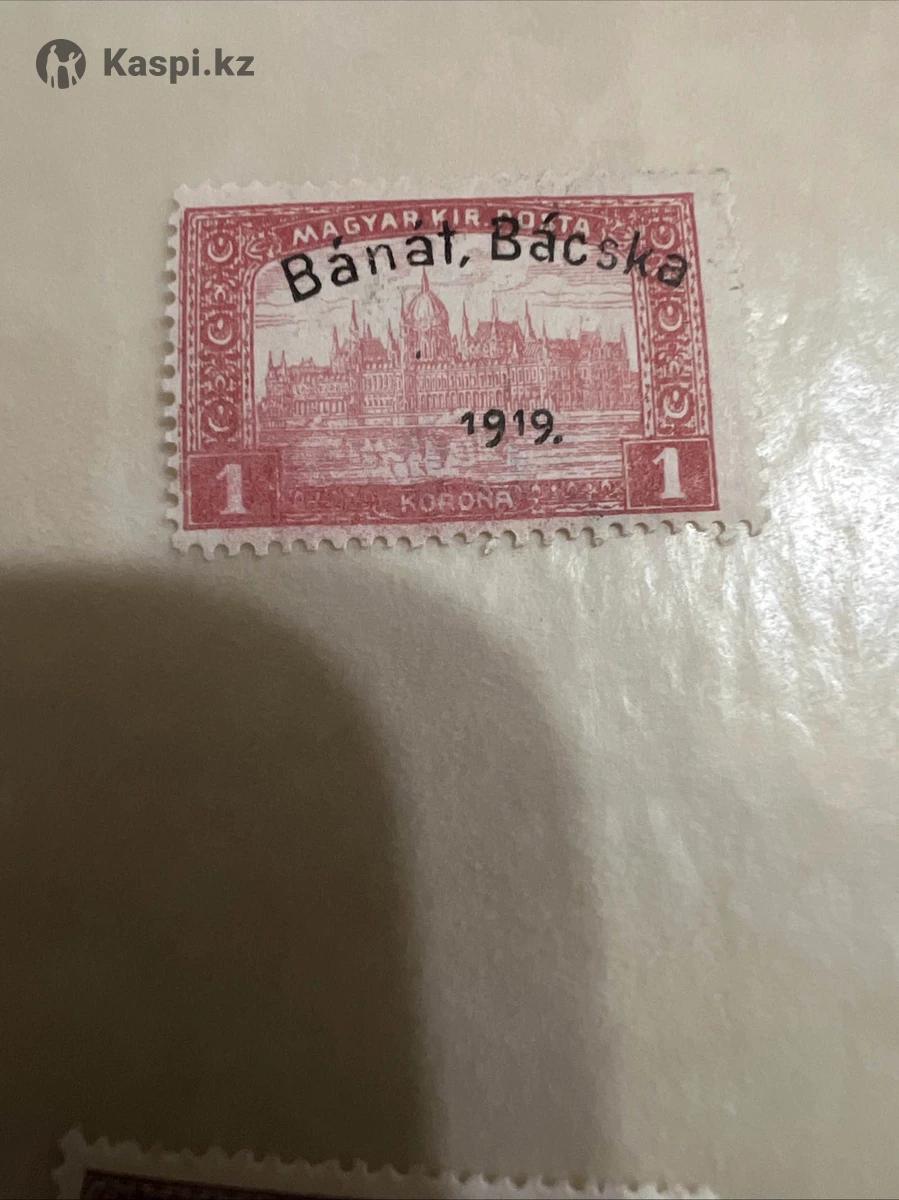 Kaspi.kz
MAGYAR KIR. POSTA
Bánát, Bácska
1919.
1 KORONA 1